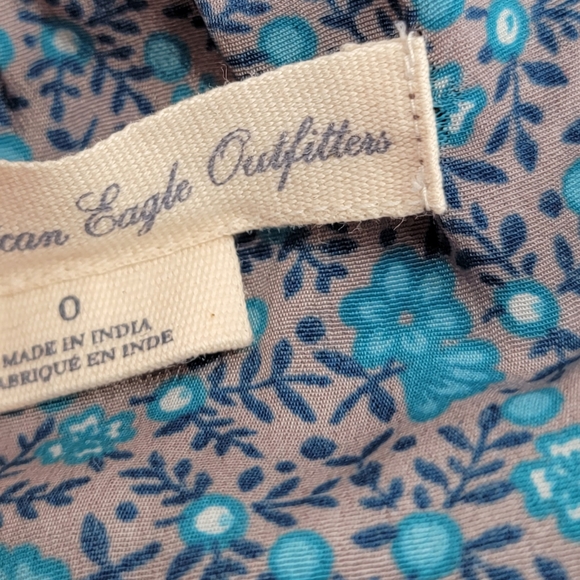 can Eagle Outfitters
0
MADE IN INDIA
ABRIQUÉ EN INDE